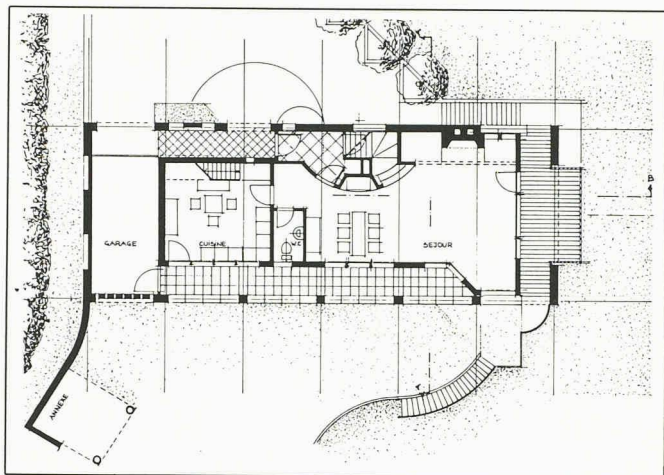 GARAGE
CUISINE
W.C.
SEJOUR
ANNEXE
B
A